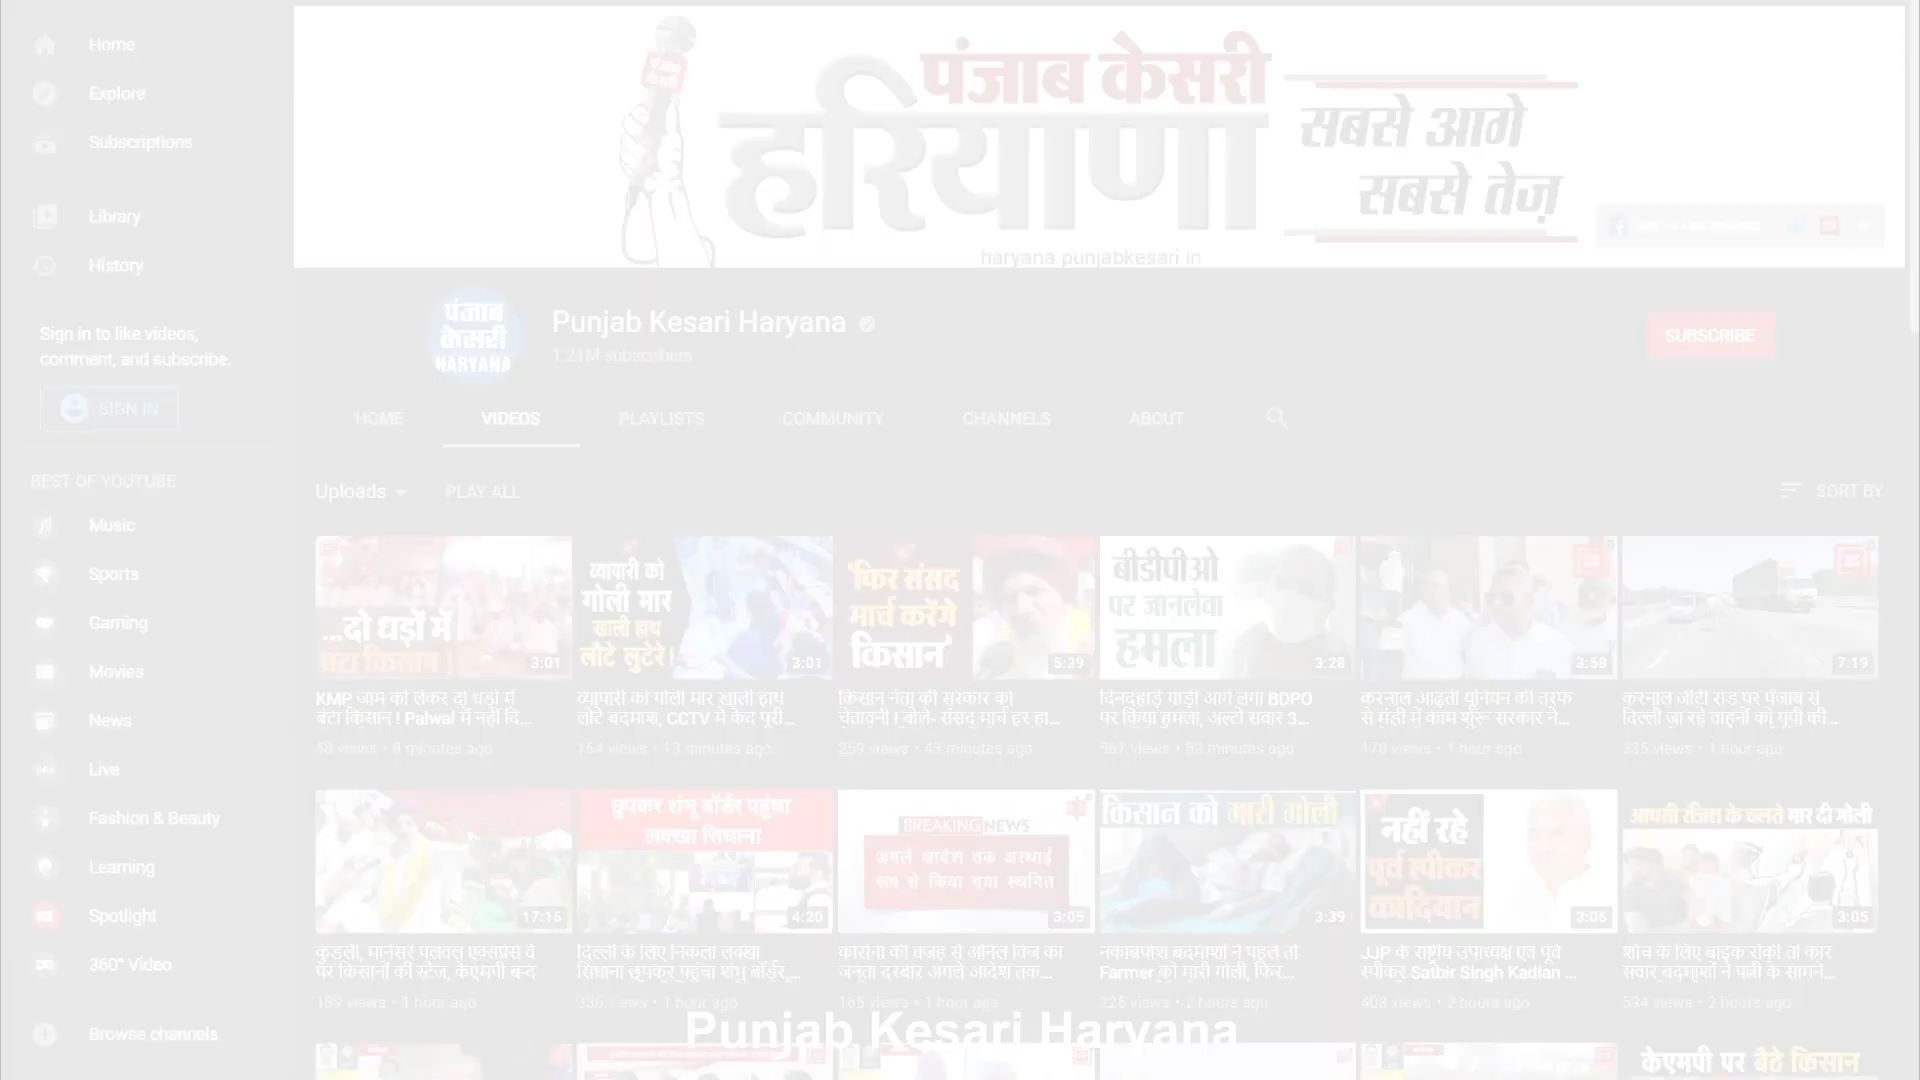 Home
Explore
Subscriptions
Library
History
Sign in to like videos,
comment, and subscribe.
SIGN IN
BEST OF YOUTUBE
Music
Sports
Gaming
Movies
News
Live
Fashion & Beauty
Learning
Spotlight
360° Video
Browse channels
पंजाब केसरी
हरियाणा
सबसे आगे
सबसे तेज़
haryana.punjabkesari.in
पंजाब
केसरी
HARYANA
Punjab Kesari Haryana
1.21M subscribers
SUBSCRIBE
HOME VIDEOS PLAYLISTS COMMUNITY CHANNELS ABOUT
Uploads PLAY ALL SORT BY
...दो धड़ों में
बंटा किसान !
3:01
व्यापारी को
गोली मार
खाली हाथ
लौटे लुटेरे!
3:01
'फिर संसद
मार्च करेंगे
किसान'
5:39
बीडीपीओ
पर जानलेवा
हमला
3:28
3:58
7:19
KMP जाम को लेकर दो धड़ों में
बंटा किसान ! Palwal में नहीं दि...
58 views • 8 minutes ago
व्यापारी को गोली मार खाली हाथ
लौटे बदमाश, CCTV में कैद पूरी...
164 views • 13 minutes ago
किसान नेता की सरकार को
चेतावनी ! बोले- संसद मार्च हर हा...
259 views • 45 minutes ago
दिनदहाड़े गाड़ी आगे लगा BDPO
पर किया हमला, अल्टो सवार 3...
567 views • 52 minutes ago
करनाल आढ़ती यूनियन की तरफ
से मंडी में काम शुरू सरकार ने...
170 views • 1 hour ago
करनाल जीटी रोड पर पंजाब से
दिल्ली जा रहे वाहनों को यूपी की...
335 views • 1 hour ago
17:16
छुपकर शंभू बॉर्डर पहुंचा
लक्खा सिधाना
4:20
BREAKING NEWS
अगले आदेश तक अस्थाई
रूप से किया गया स्थगित
3:05
किसान को मारी गोली
3:39
नहीं रहे
पूर्व स्पीकर
कादियान
3:06
आपसी रंजिश के चलते मार दी गोली
3:05
कुंडली, मानेसर पलवल एक्सप्रेस वे
पर किसानों की स्टेज, केएमपी बन्द
189 views • 1 hour ago
दिल्ली के लिए निकला लक्खा
सिधाना छुपकर पहुंचा शंभू बॉर्डर,...
336 views • 1 hour ago
कोरोना की वजह से अनिल विज का
जनता दरबार अगले आदेश तक...
165 views • 1 hour ago
नकाबपोश बदमाशों ने पहले तो
Farmer को मारी गोली, फिर...
225 views • 2 hours ago
JJP के राष्ट्रीय उपाध्यक्ष एवं पूर्व
स्पीकर Satbir Singh Kadian ...
408 views • 2 hours ago
शौच के लिए बाइक रोकी तो कार
सवार बदमाशों ने पत्नी के सामने...
594 views • 2 hours ago
Punjab Kesari Haryana
केएमपी पर बैठे किसान